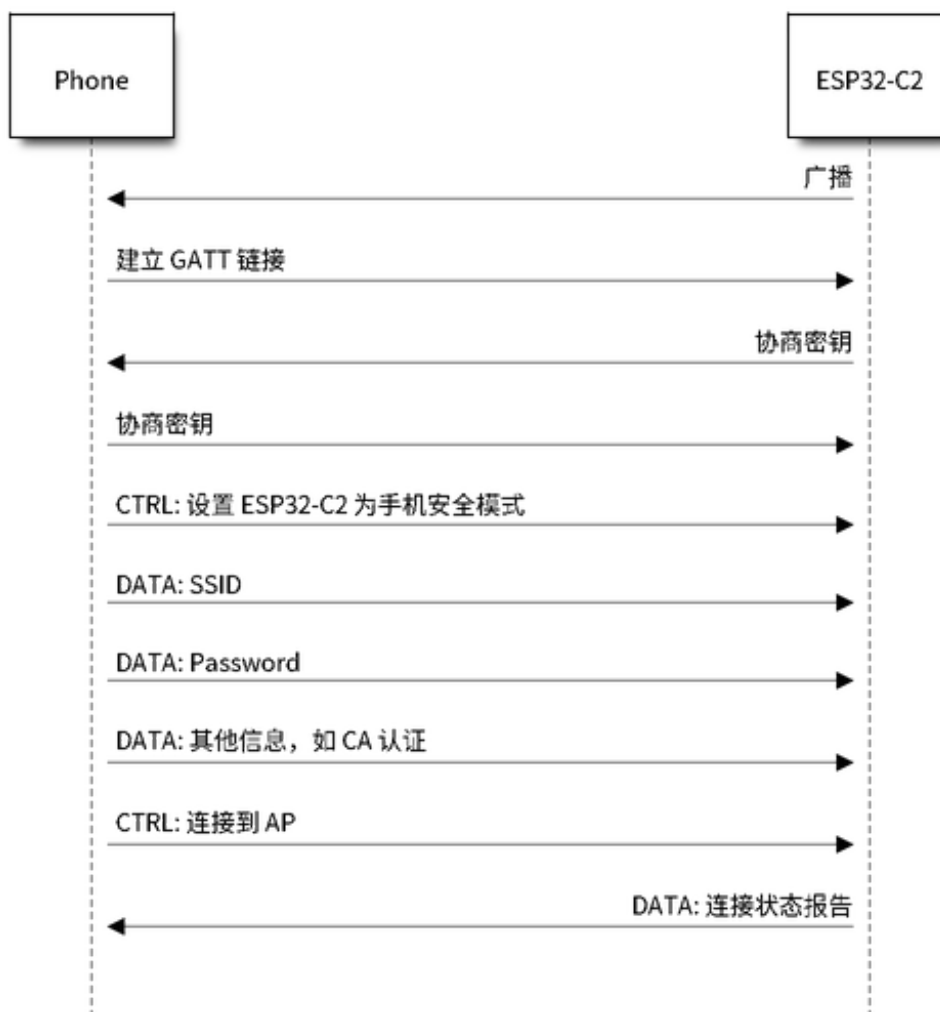 Phone
ESP32-C2
广播
建立 GATT 链接
协商密钥
协商密钥
CTRL: 设置 ESP32-C2 为手机安全模式
DATA: SSID
DATA: Password
DATA: 其他信息，如 CA 认证
CTRL: 连接到 AP
DATA: 连接状态报告